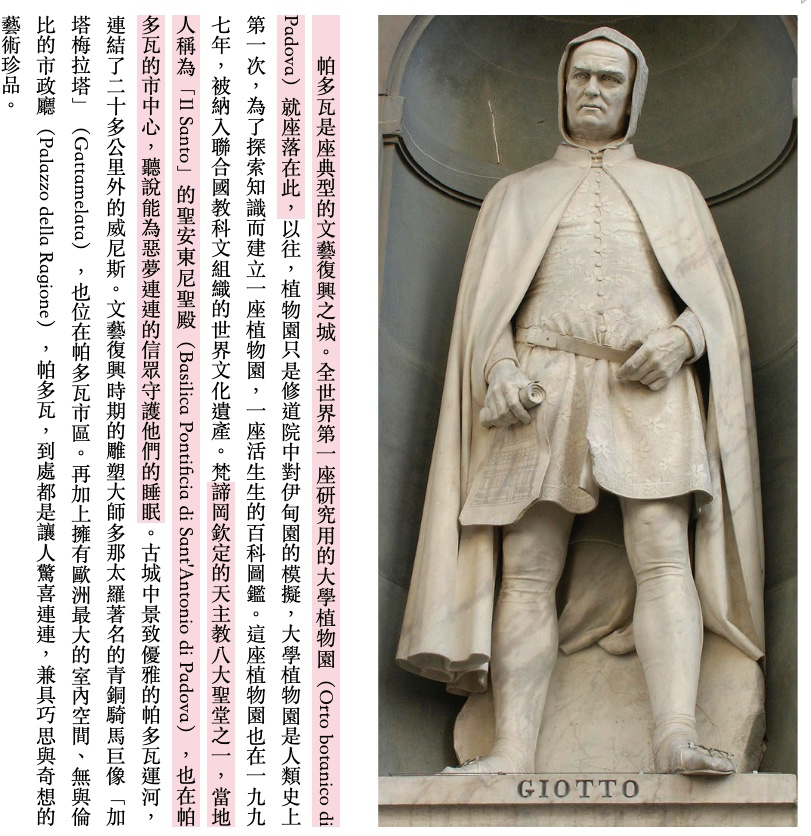 帕多瓦是座典型的文藝復興之城。全世界第一座研究用的大學植物園（Orto botanico di
Padova）就座落在此，以往，植物園只是修道院中對伊甸園的模擬，大學植物園是人類史上
第一次，為了探索知識而建立一座植物園，一座活生生的百科圖鑑。這座植物園也在一九九
七年，被納入聯合國教科文組織的世界文化遺產。梵諦岡欽定的天主教八大聖堂之一，當地
人稱為「Il Santo」的聖安東尼聖殿（Basilica Pontificia di Sant'Antonio di Padova），也在帕
多瓦的市中心，聽說能為惡夢連連的信眾守護他們的睡眠。古城中景致優雅的帕多瓦運河，
連結了二十多公里外的威尼斯。文藝復興時期的雕塑大師多那太羅著名的青銅騎馬巨像「加
塔梅拉塔」（Gattamelata），也位在帕多瓦市區。再加上擁有歐洲最大的室內空間、無與倫
比的市政廳（Palazzo della Ragione），帕多瓦，到處都是讓人驚喜連連，兼具巧思與奇想的
藝術珍品。
GIOTTO